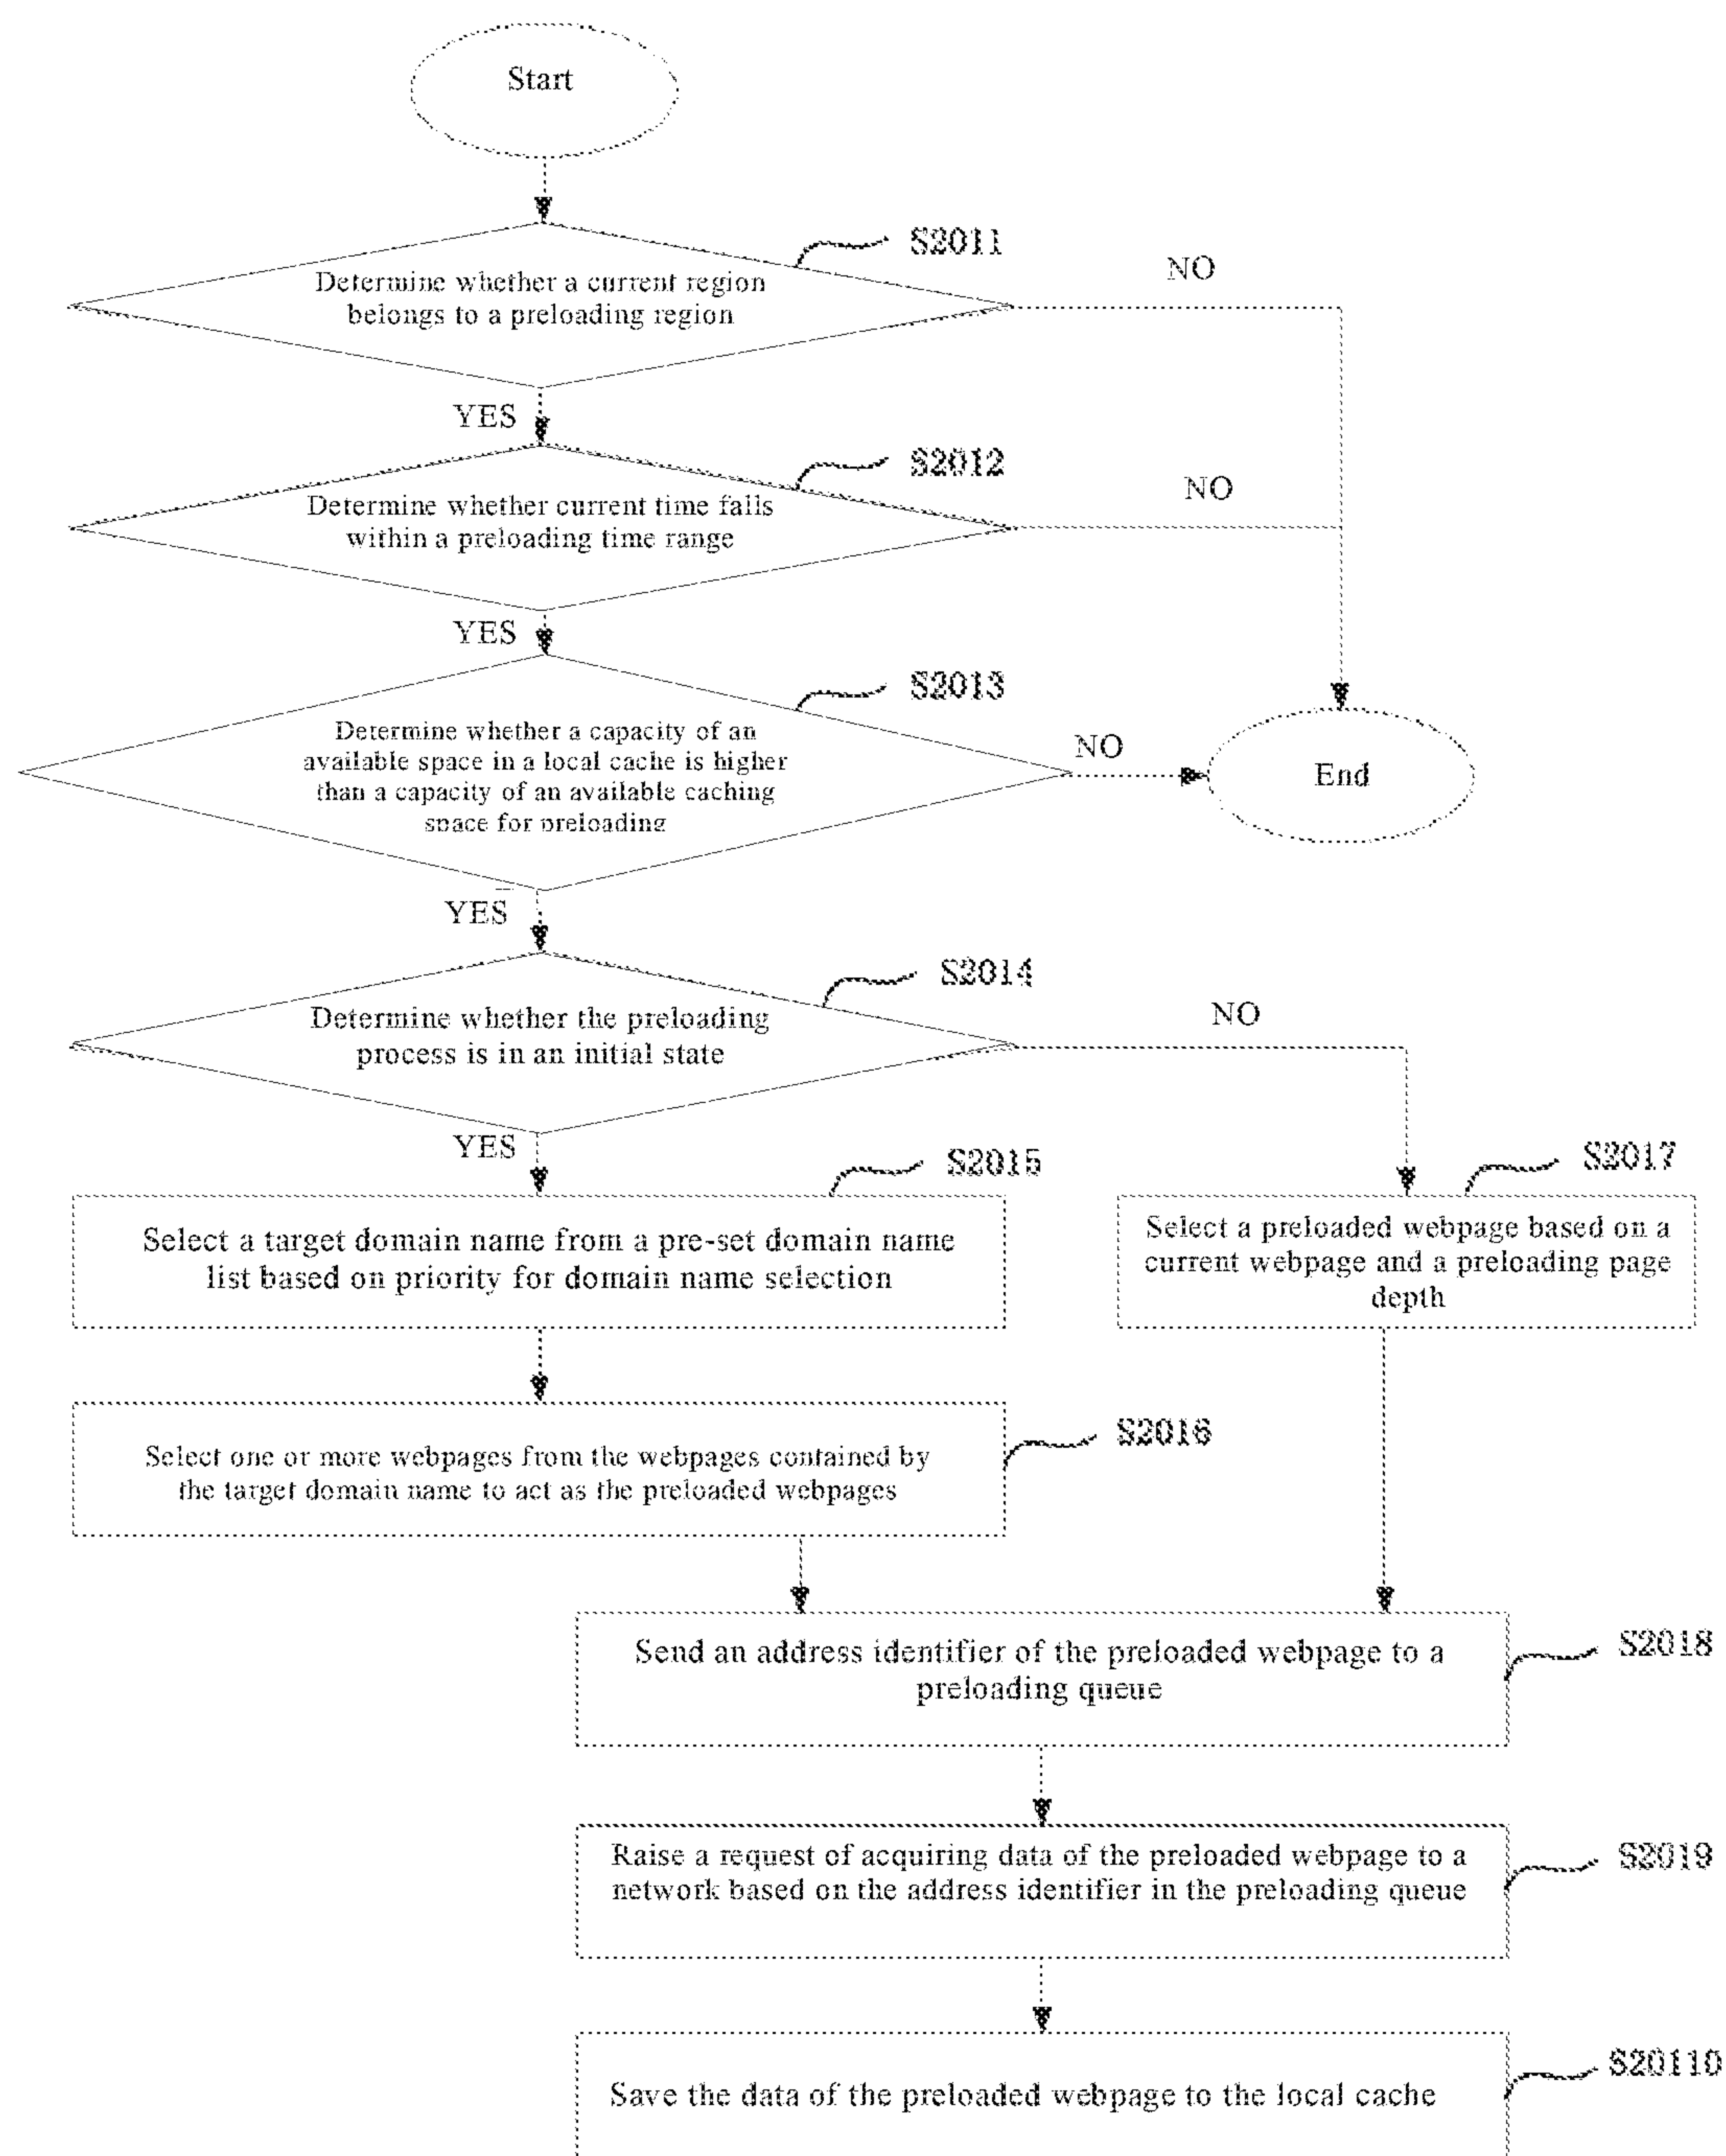 Start
S2011
NO
Determine whether a current region
belongs to a preloading region
YES
S2012
NO
Determine whether current time falls
within a preloading time range
YES
S2013
Determine whether a capacity of an
available space in a local cache is higher
than a capacity of an available caching
space for preloading
NO
End
YES
S2014
NO
Determine whether the preloading
process is in an initial state
YES
S2015
S2017
Select a target domain name from a pre-set domain name
list based on priority for domain name selection
Select a preloaded webpage based on a
current webpage and a preloading page
depth
S2016
Select one or more webpages from the webpages contained by
the target domain name to act as the preloaded webpages
S2018
Send an address identifier of the preloaded webpage to a
preloading queue
S2019
Raise a request of acquiring data of the preloaded webpage to a
network based on the address identifier in the preloading queue
S20110
Save the data of the preloaded webpage to the local cache